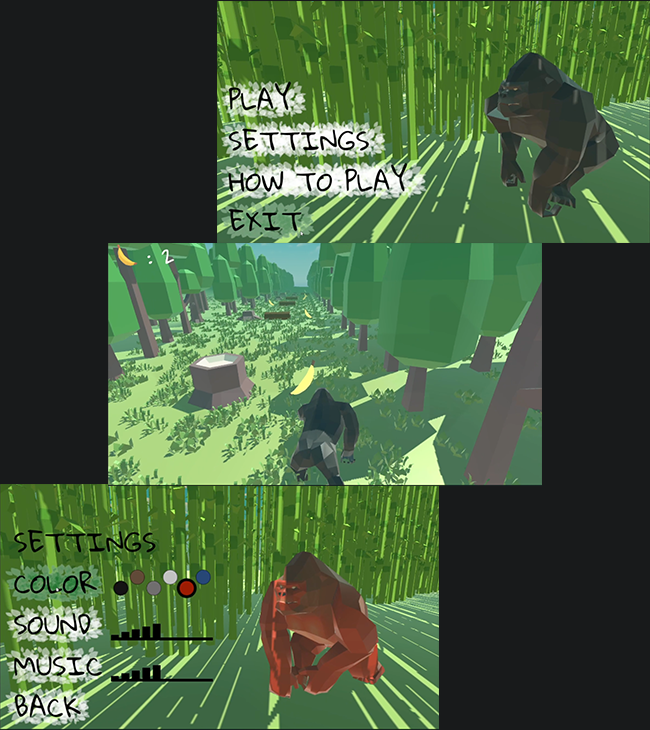 PLAY
SETTINGS
HOW TO PLAY
EXIT
: 2
SETTINGS
COLOR
SOUND
MUSIC
BACK